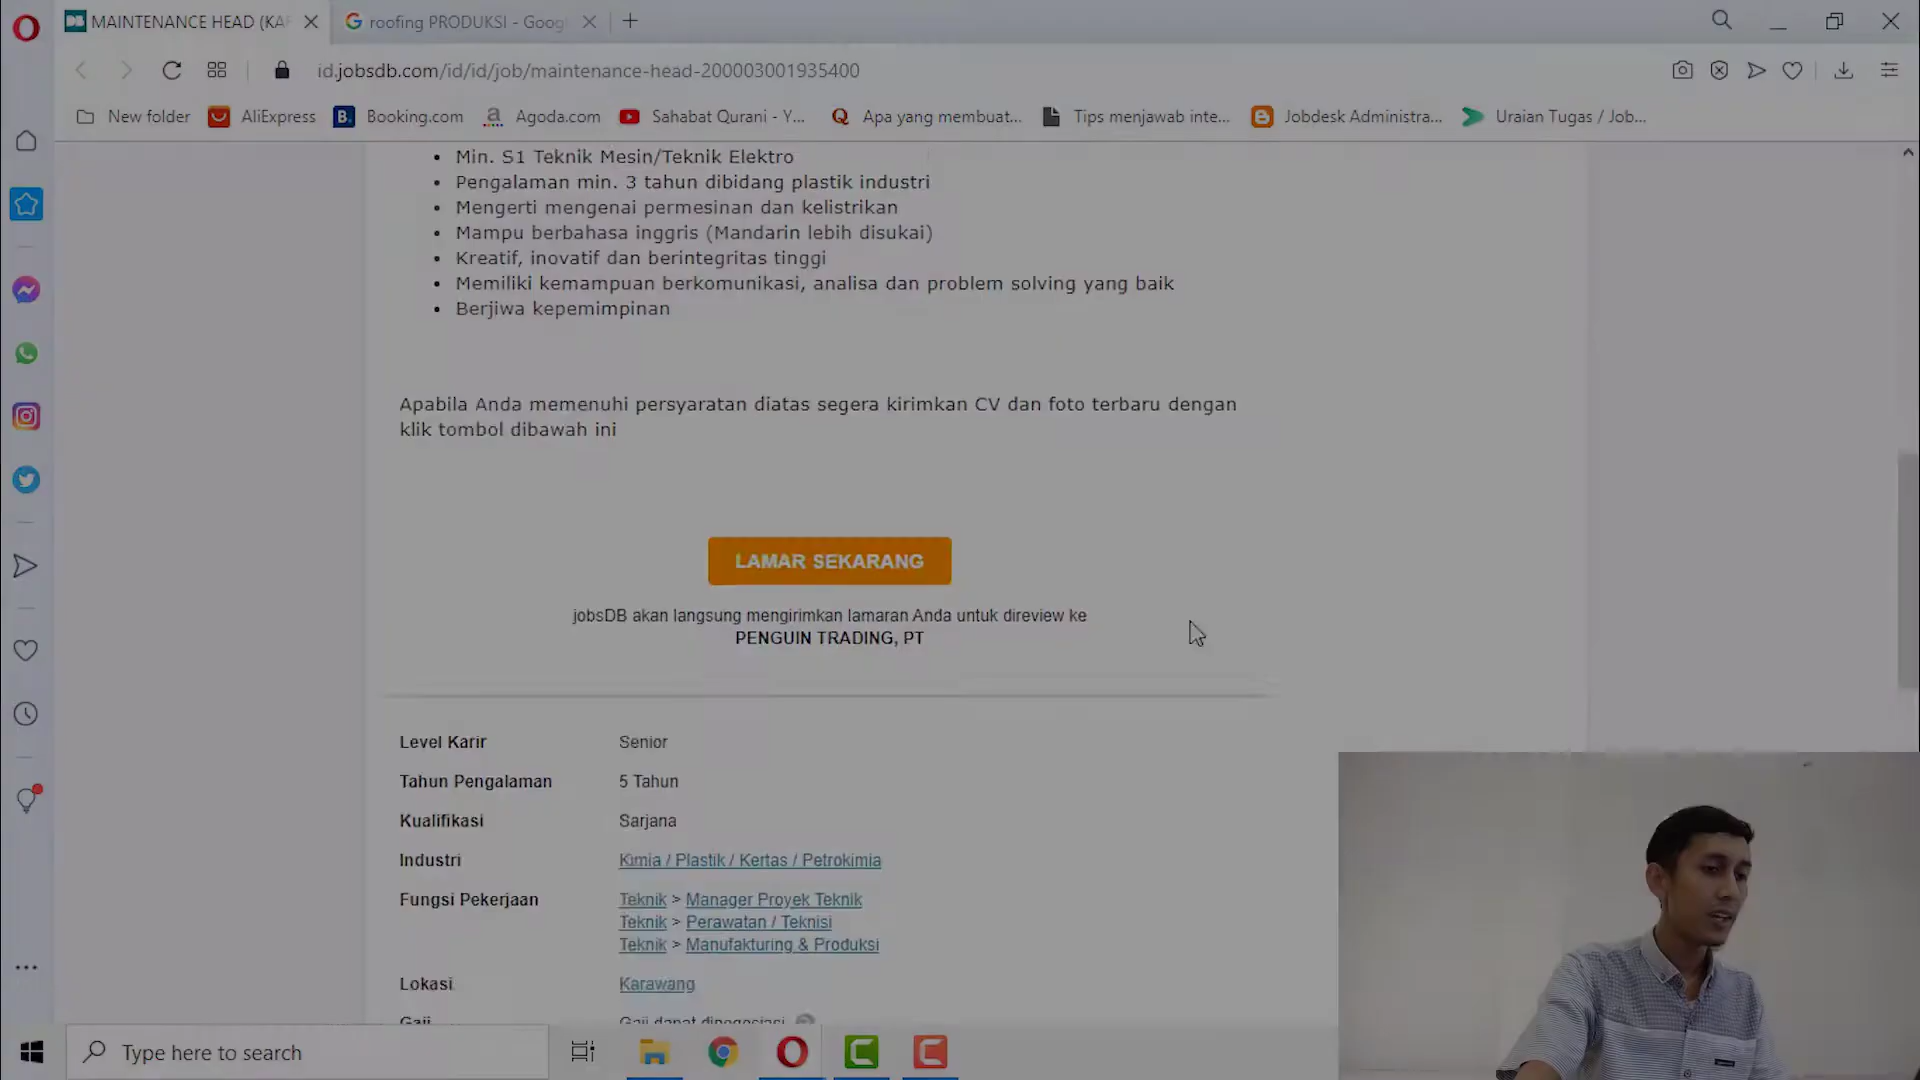 MAINTENANCE HEAD (KA
roofing PRODUKSI - Goog
id.jobsdb.com/id/id/job/maintenance-head-200003001935400
New folder
AliExpress
Booking.com
Agoda.com
Sahabat Qurani - Y...
Apa yang membuat...
Tips menjawab inte...
Jobdesk Administra...
Uraian Tugas / Job...
• Min. S1 Teknik Mesin/Teknik Elektro
• Pengalaman min. 3 tahun dibidang plastik industri
• Mengerti mengenai permesinan dan kelistrikan
• Mampu berbahasa inggris (Mandarin lebih disukai)
• Kreatif, inovatif dan berintegritas tinggi
• Memiliki kemampuan berkomunikasi, analisa dan problem solving yang baik
• Berjiwa kepemimpinan
Apabila Anda memenuhi persyaratan diatas segera kirimkan CV dan foto terbaru dengan
klik tombol dibawah ini
LAMAR SEKARANG
jobsDB akan langsung mengirimkan lamaran Anda untuk direview ke
PENGUIN TRADING, PT
Level Karir Senior
Tahun Pengalaman 5 Tahun
Kualifikasi Sarjana
Industri Kimia / Plastik / Kertas / Petrokimia
Fungsi Pekerjaan Teknik > Manager Proyek Teknik
Teknik > Perawatan / Teknisi
Teknik > Manufakturing & Produksi
Lokasi Karawang
Gaji Gaji dapat dinegosiasi
Type here to search